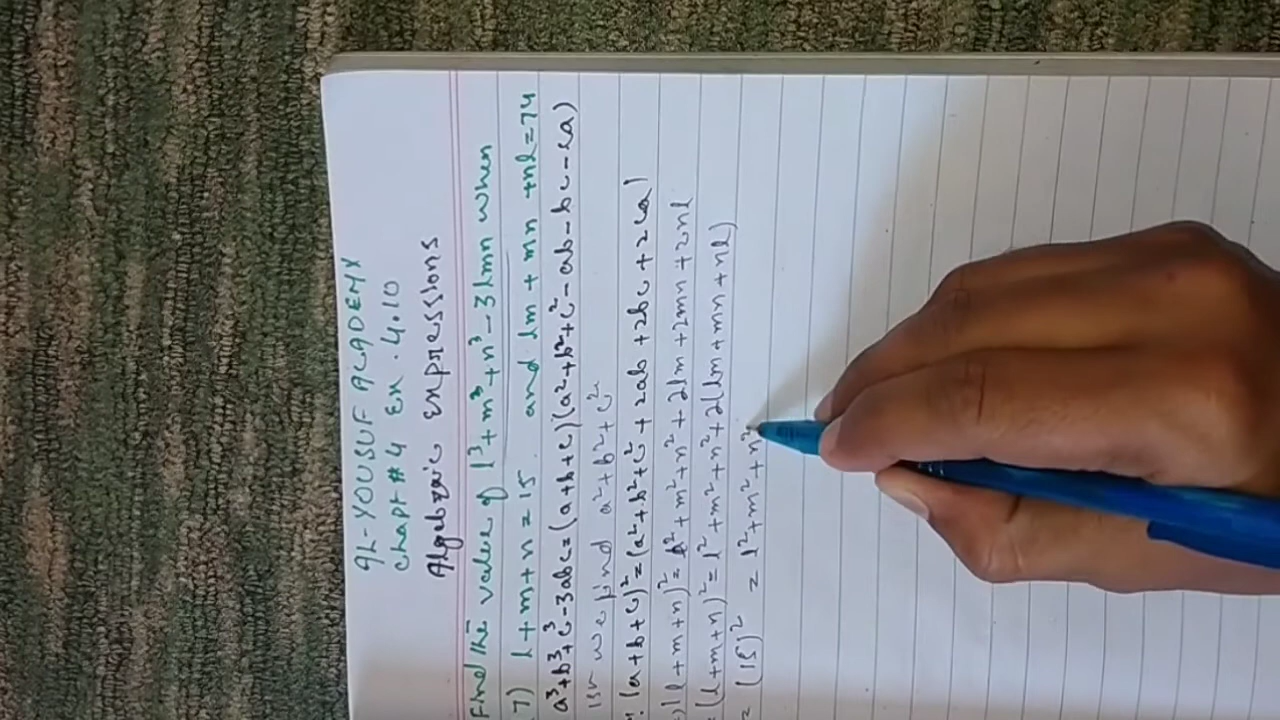 AL-YOUSUF ACADEMY
Chapt # 4 Ex. 4.10
Algebraic Expressions
Find the value of l³+m³+n³-3lmn when
7) l+m+n=15 and lm+mn+nl=74
a³+b³+c³-3abc=(a+b+c)(a²+b²+c²-ab-bc-ca)
we find a²+b²+c²
(a+b+c)²=(a²+b²+c²+2ab+2bc+2ca)
(l+m+n)²=l²+m²+n²+2lm+2mn+2nl
=(l+m+n)²=l²+m²+n²+2(lm+mn+nl)
= (15)² = l²+m²+n²